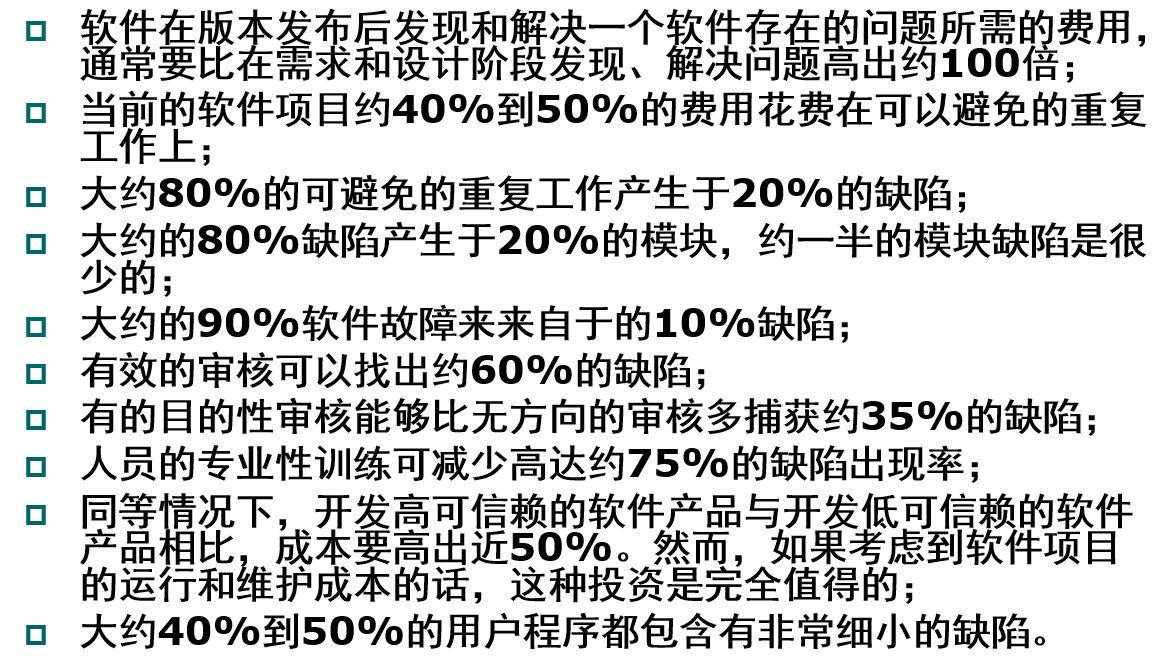 软件在版本发布后发现和解决一个软件存在的问题所需的费用，
通常要比在需求和设计阶段发现、解决问题高出约100倍；
当前的软件项目约40%到50%的费用花费在可以避免的重复
工作上；
大约80%的可避免的重复工作产生于20%的缺陷；
大约的80%缺陷产生于20%的模块，约一半的模块缺陷是很
少的；
大约的90%软件故障来来自于的10%缺陷；
有效的审核可以找出约60%的缺陷；
有的目的性审核能够比无方向的审核多捕获约35%的缺陷；
人员的专业性训练可减少高达约75%的缺陷出现率；
同等情况下，开发高可信赖的软件产品与开发低可信赖的软件
产品相比，成本要高出近50%。然而，如果考虑到软件项目
的运行和维护成本的话，这种投资是完全值得的；
大约40%到50%的用户程序都包含有非常细小的缺陷。